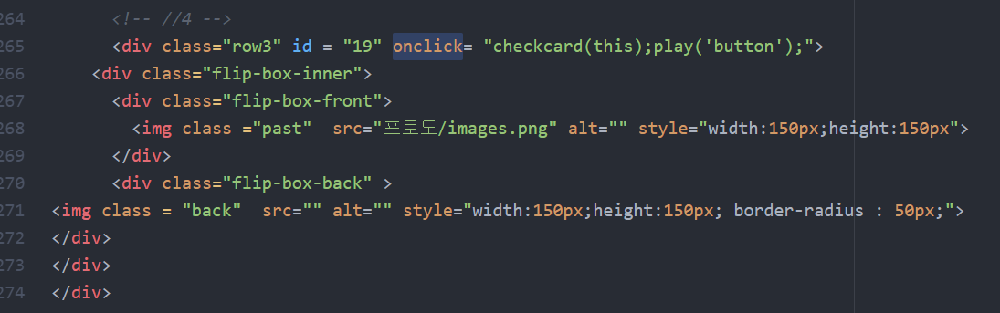 264 <!-- //4 -->
265 <div class="row3" id = "19" onclick= "checkcard(this);play('button');">
266 <div class="flip-box-inner">
267 <div class="flip-box-front">
268 <img class ="past"  src="프로도/images.png" alt="" style="width:150px;height:150px">
269 </div>
270 <div class="flip-box-back" >
271 <img class = "back"  src="" alt="" style="width:150px;height:150px; border-radius : 50px;">
272 </div>
273 </div>
274 </div>